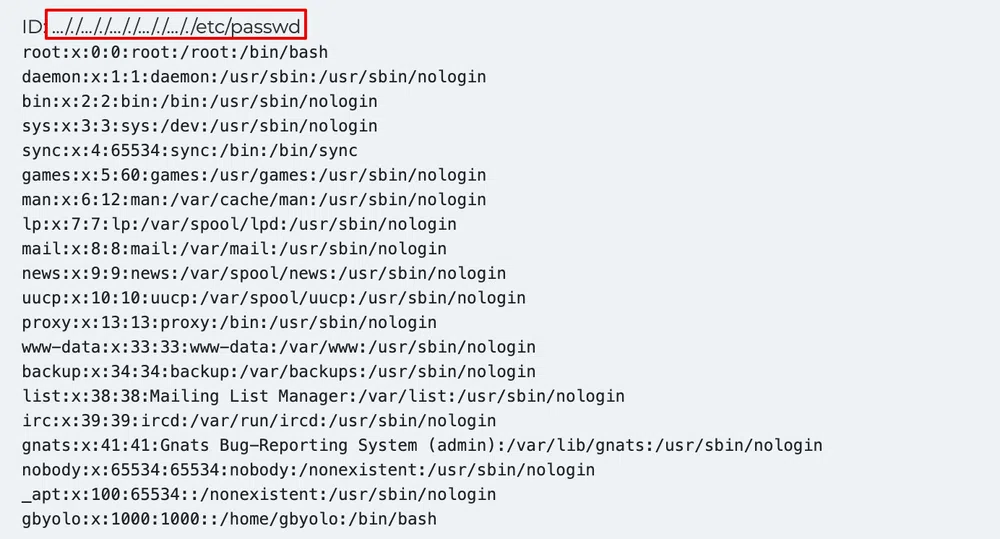 ID: .../. /.../. /.../. /.../. /.../. /etc/passwd
root:x:0:0:root:/root:/bin/bash
daemon:x:1:1:daemon:/usr/sbin:/usr/sbin/nologin
bin:x:2:2:bin:/bin:/usr/sbin/nologin
sys:x:3:3:sys:/dev:/usr/sbin/nologin
sync:x:4:65534:sync:/bin:/bin/sync
games:x:5:60:games:/usr/games:/usr/sbin/nologin
man:x:6:12:man:/var/cache/man:/usr/sbin/nologin
lp:x:7:7:lp:/var/spool/lpd:/usr/sbin/nologin
mail:x:8:8:mail:/var/mail:/usr/sbin/nologin
news:x:9:9:news:/var/spool/news:/usr/sbin/nologin
uucp:x:10:10:uucp:/var/spool/uucp:/usr/sbin/nologin
proxy:x:13:13:proxy:/bin:/usr/sbin/nologin
www-data:x:33:33:www-data:/var/www:/usr/sbin/nologin
backup:x:34:34:backup:/var/backups:/usr/sbin/nologin
list:x:38:38:Mailing List Manager:/var/list:/usr/sbin/nologin
irc:x:39:39:ircd:/var/run/ircd:/usr/sbin/nologin
gnats:x:41:41:Gnats Bug-Reporting System (admin):/var/lib/gnats:/usr/sbin/nologin
nobody:x:65534:65534:nobody:/nonexistent:/usr/sbin/nologin
_apt:x:100:65534::/nonexistent:/usr/sbin/nologin
gbyolo:x:1000:1000::/home/gbyolo:/bin/bash